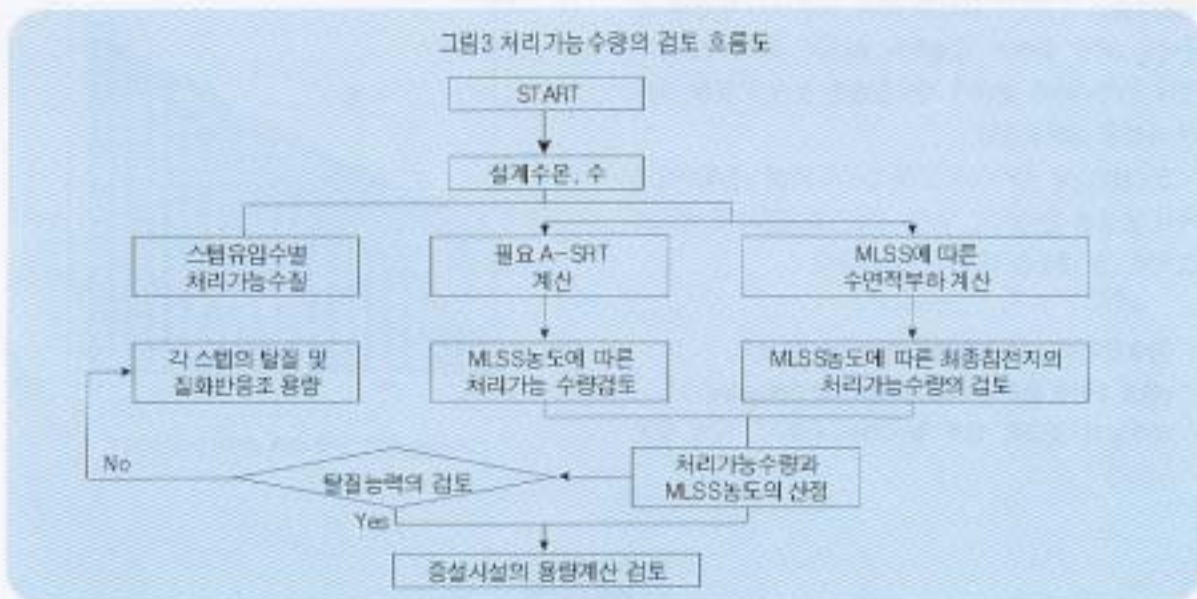 그림3 처리가능수량의 검토 흐름도
START
설계수온, 수
스텝유입수별
처리가능수질
필요 A-SRT
계산
MLSS에 따른
수면적부하 계산
각 스텝의 탈질 및
질화반응조 용량
MLSS농도에 따른
처리가능 수량검토
MLSS농도에 따른 최종침전지의
처리가능수량의 검토
No
탈질능력의 검토
처리가능수량과
MLSS농도의 산정
Yes
증설시설의 용량계산 검토